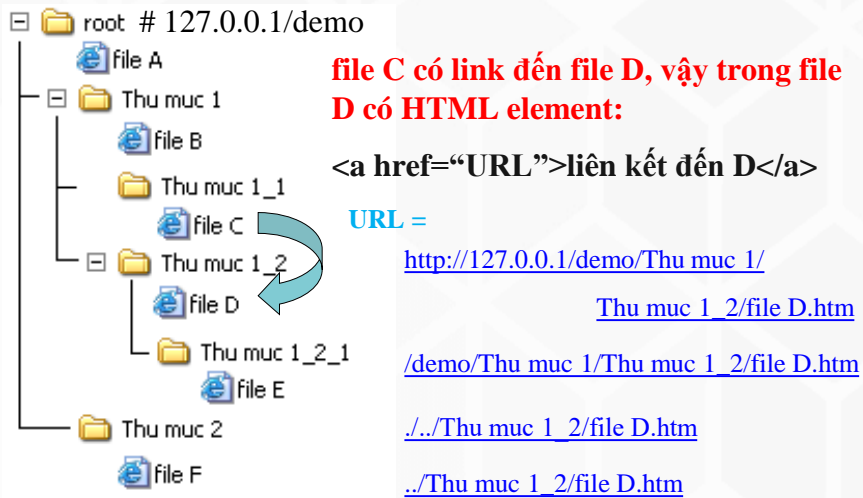 root # 127.0.0.1/demo
file A
Thu muc 1
file B
Thu muc 1_1
file C
Thu muc 1_2
file D
Thu muc 1_2_1
file E
Thu muc 2
file F
file C có link đến file D, vậy trong file
D có HTML element:
<a href=“URL”>liên kết đến D</a>
URL =
http://127.0.0.1/demo/Thu muc 1/
Thu muc 1_2/file D.htm
/demo/Thu muc 1/Thu muc 1_2/file D.htm
./../Thu muc 1_2/file D.htm
../Thu muc 1_2/file D.htm